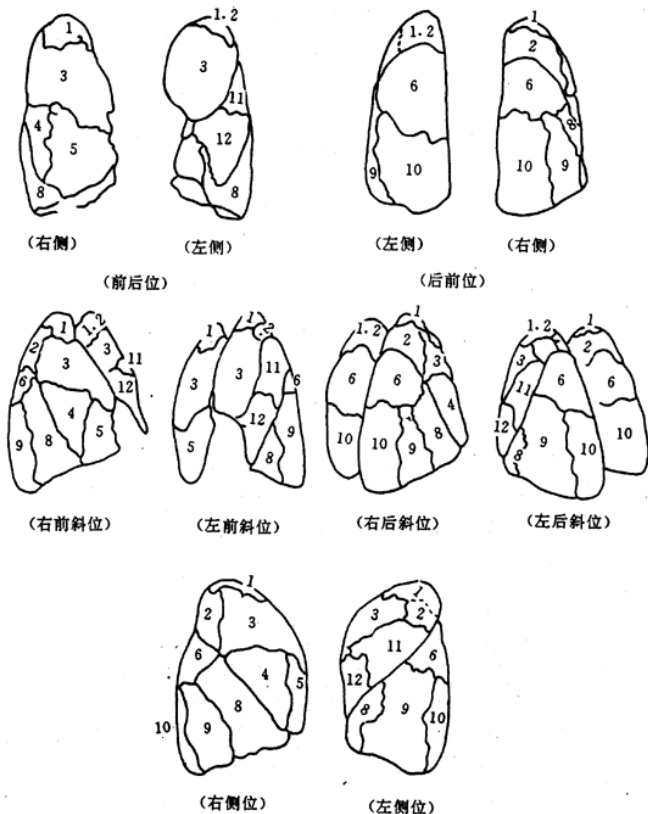 1 1.2 1.2 1
3 3 6 2
6
4 11 8
5 12
8 8 9 10 10 9
(右侧) (左侧) (左侧) (右侧)
(前后位) (后前位)
1 1.2 1 1 1 1.2 1
2 3 3 11 2 1.2 2 3 2
3 3 3 11 6 6 3 11 6 6
6 12 12 6 4 12
4 5 5 10 10 8 9 10
9 8 8 9 9 8 10
(右前斜位) (左前斜位) (右后斜位) (左后斜位)
1 1
2 3 3 2
6 4 11 6
5 12
10 9 8 8 9 10
(右侧位) (左侧位)